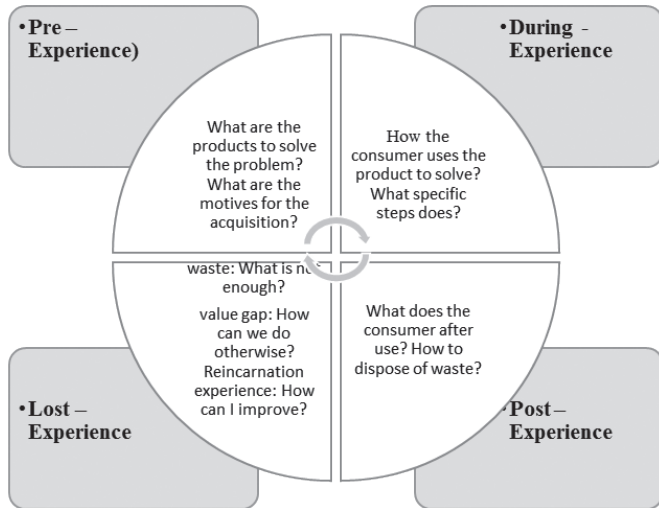 •Pre –
Experience)
•During -
Experience
What are the
products to solve
the problem?
What are the
motives for the
acquisition?
How the
consumer uses the
product to solve?
What specific
steps does?
waste: What is
enough?
value gap: How
can we do
otherwise?
Reincarnation
experience: How
can I improve?
What does the
consumer after
use? How to
dispose of waste?
•Lost –
Experience
•Post –
Experience